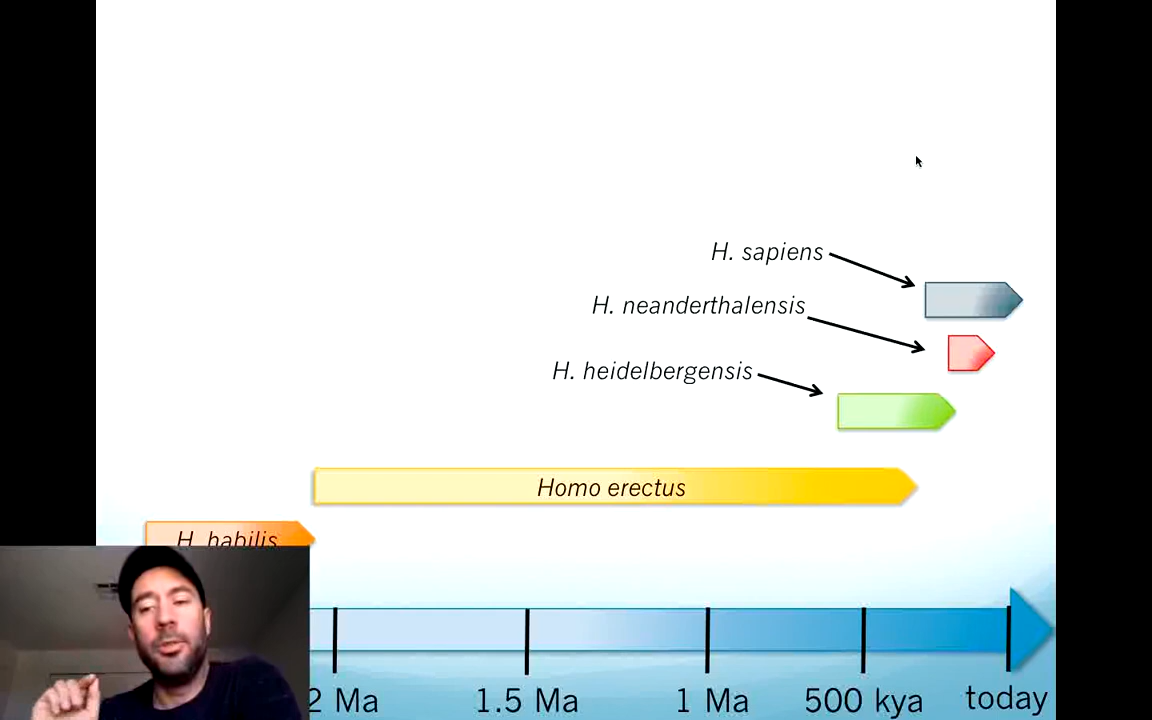 H. sapiens
H. neanderthalensis
H. heidelbergensis
Homo erectus
H. habilis
2 Ma
1.5 Ma
1 Ma
500 kya
today